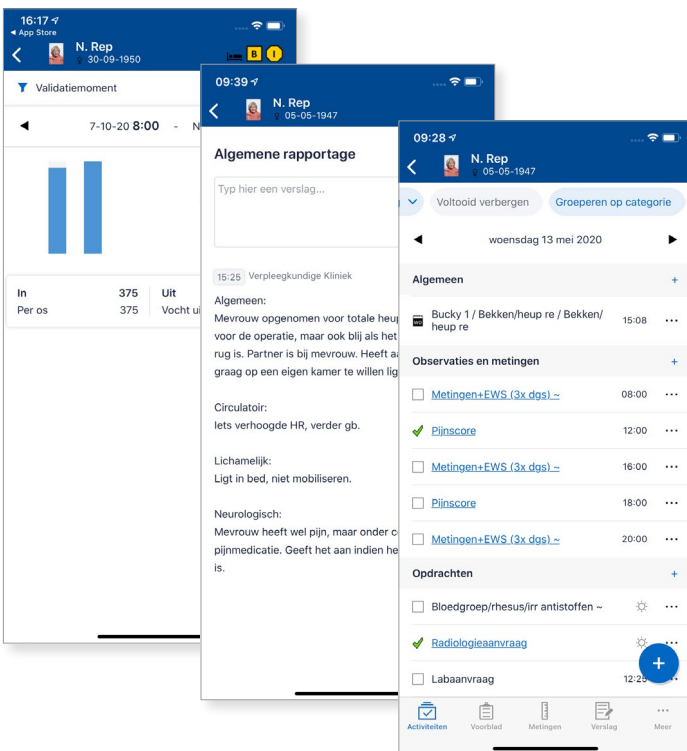 16:17
App Store
N. Rep
30-09-1950
B
I
Validatiemoment
7-10-20 8:00 - N
In 375 Uit
Per os 375 Vocht ui
09:39
N. Rep
05-05-1947
Algemene rapportage
Typ hier een verslag...
15:25 Verpleegkundige Kliniek
Algemeen:
Mevrouw opgenomen voor totale heup
voor de operatie, maar ook blij als het
rug is. Partner is bij mevrouw. Heeft aa
graag op een eigen kamer te willen lig
Circulatoir:
Iets verhoogde HR, verder gb.
Lichamelijk:
Ligt in bed, niet mobiliseren.
Neurologisch:
Mevrouw heeft wel pijn, maar onder c
pijnmedicatie. Geeft het aan indien he
is.
09:28
N. Rep
05-05-1947
Voltooid verbergen Groeperen op categorie
woensdag 13 mei 2020
Algemeen +
Bucky 1 / Bekken/heup re / Bekken/
heup re 15:08
Observaties en metingen +
Metingen+EWS (3x dgs) ~ 08:00
Pijnscore 12:00
Metingen+EWS (3x dgs) ~ 16:00
Pijnscore 18:00
Metingen+EWS (3x dgs) ~ 20:00
Opdrachten +
Bloedgroep/rhesus/irr antistoffen ~
Radiologieaanvraag
Labaanvraag 12:25
+
Activiteiten Voorblad Metingen Verslag Meer